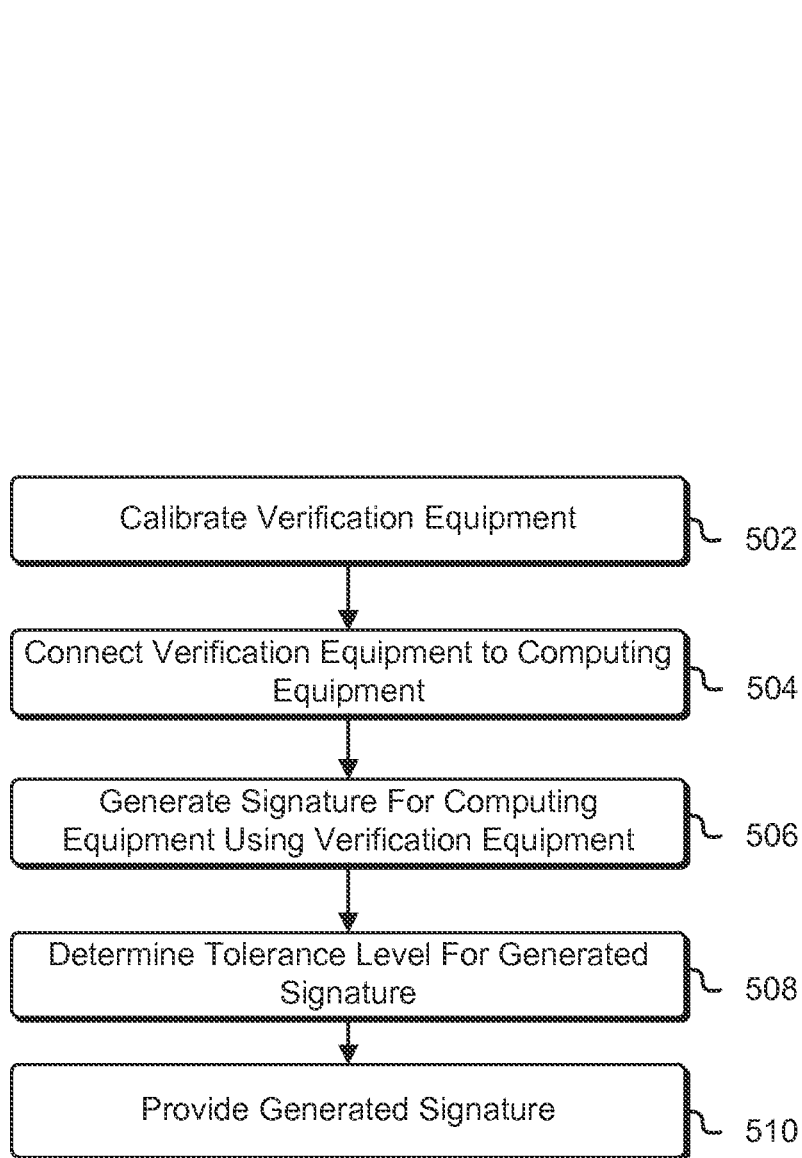 Calibrate Verification Equipment
502
Connect Verification Equipment to Computing
Equipment
504
Generate Signature For Computing
Equipment Using Verification Equipment
506
Determine Tolerance Level For Generated
Signature
508
Provide Generated Signature
510